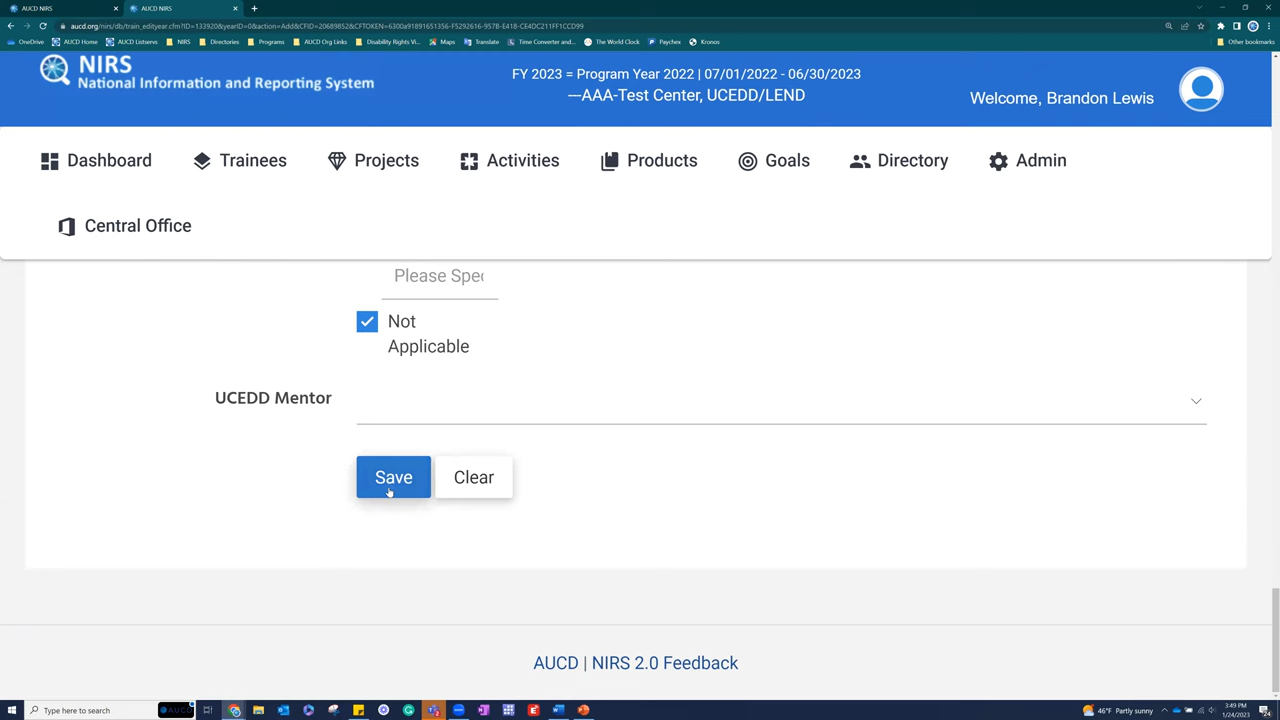 AUCD NIRS
AUCD NIRS
aucd.org/nirs/db/train_edityear.cfm?ID=133920&yearID=0&action=Add&CFID=20689852&CFTOKEN=6300a91891651356-F5292616-957B-E418-CE4DC211FF1CCD99
OneDrive
AUCD Home
AUCD Listservs
NIRS
Directories
Programs
AUCD Org Links
Disability Rights Vi...
Maps
Translate
Time Converter and...
The World Clock
Paychex
Kronos
Other bookmarks
NIRS
National Information and Reporting System
FY 2023 = Program Year 2022 | 07/01/2022 - 06/30/2023
---AAA-Test Center, UCEDD/LEND
Welcome, Brandon Lewis
Dashboard
Trainees
Projects
Activities
Products
Goals
Directory
Admin
Central Office
Please Spec
Not
Applicable
UCEDD Mentor
Save
Clear
AUCD | NIRS 2.0 Feedback
Type here to search
AUCD
46°F Partly sunny
3:49 PM
1/24/2023